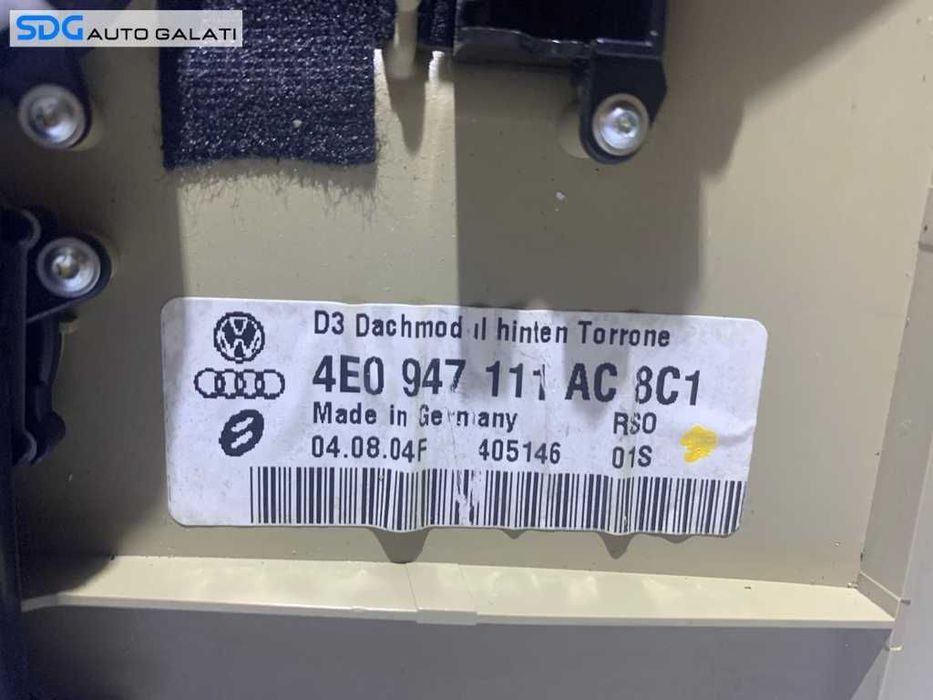 SDG AUTO GALATI
D3 Dachmodul hinten Torrone
4E0 947 111 AC 8C1
Made in Germany RSO
04.08.04F 405146 01S